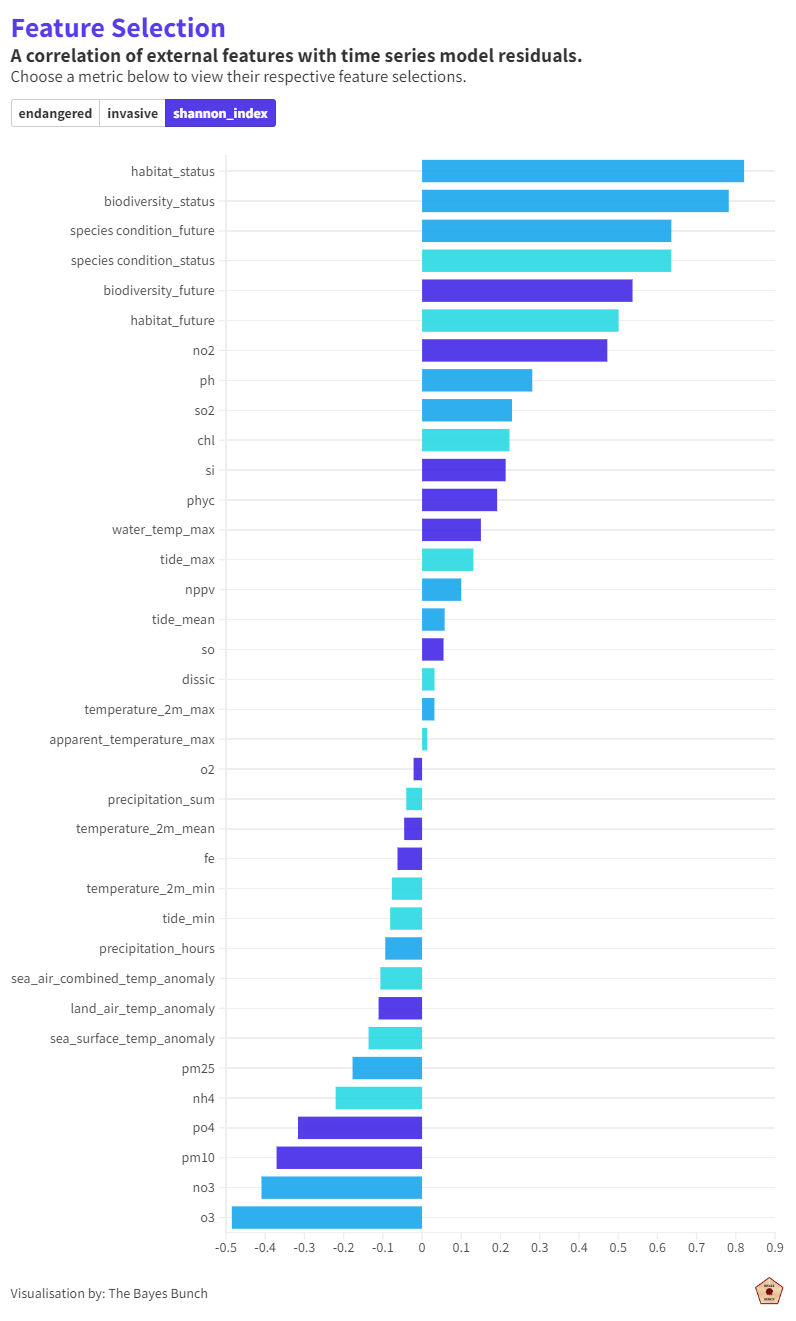 Feature Selection
A correlation of external features with time series model residuals.
Choose a metric below to view their respective feature selections.
endangered invasive shannon_index
habitat_status
biodiversity_status
species condition_future
species condition_status
biodiversity_future
habitat_future
no2
ph
so2
chl
si
phyc
water_temp_max
tide_max
nppv
tide_mean
so
dissic
temperature_2m_max
apparent_temperature_max
o2
precipitation_sum
temperature_2m_mean
fe
temperature_2m_min
tide_min
precipitation_hours
sea_air_combined_temp_anomaly
land_air_temp_anomaly
sea_surface_temp_anomaly
pm25
nh4
po4
pm10
no3
o3
-0.5 -0.4 -0.3 -0.2 -0.1 0 0.1 0.2 0.3 0.4 0.5 0.6 0.7 0.8 0.9
Visualisation by: The Bayes Bunch